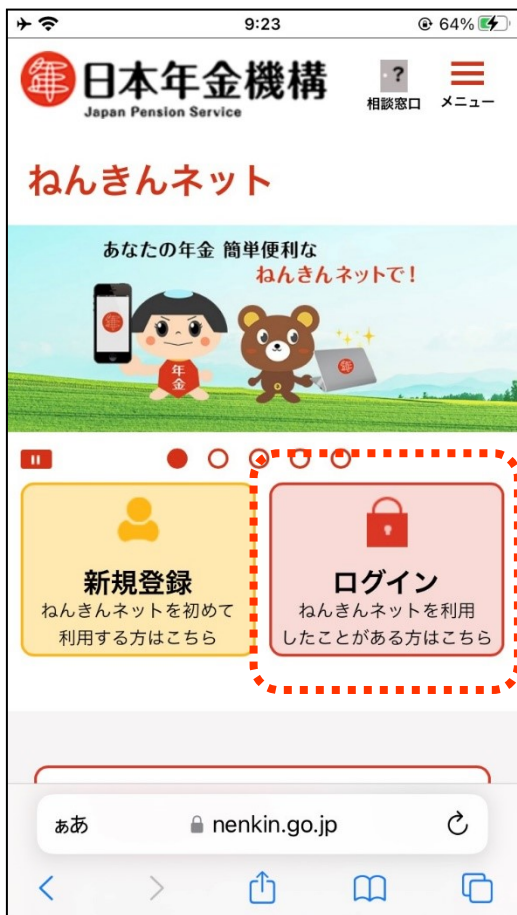 9:23
64%
年
日本年金機構
Japan Pension Service
?
相談窓口
メニュー
ねんきんネット
あなたの年金 簡単便利な
ねんきんネットで!
年金
新規登録
ねんきんネットを初めて
利用する方はこちら
ログイン
ねんきんネットを利用
したことがある方はこちら
ぁあ
nenkin.go.jp